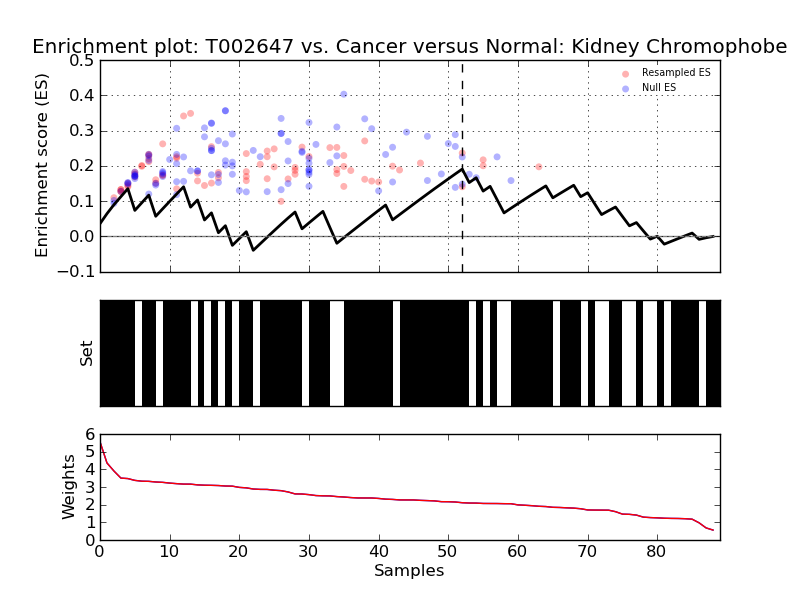 Enrichment plot: T002647 vs. Cancer versus Normal: Kidney Chromophobe
0.5
0.4
0.3
0.2
0.1
0.0
−0.1
Enrichment score (ES)
Resampled ES
Null ES
Set
6
5
4
3
2
1
0
Weights
0 10 20 30 40 50 60 70 80
Samples